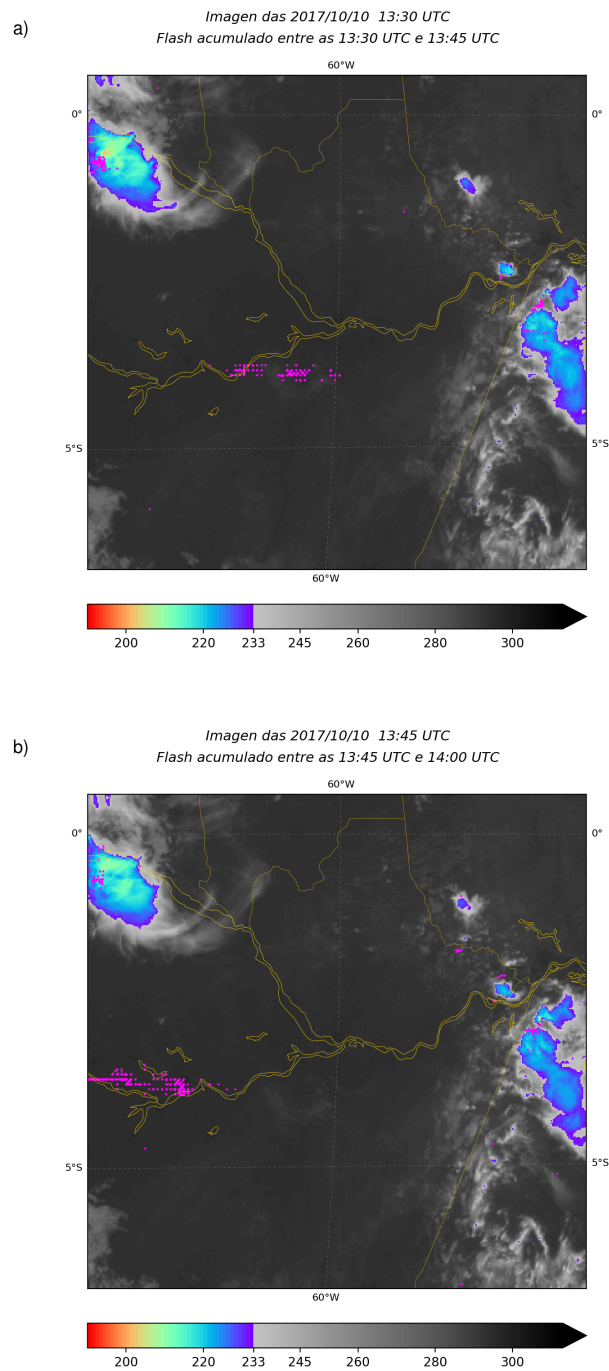 a)
Imagen das 2017/10/10  13:30 UTC
Flash acumulado entre as 13:30 UTC e 13:45 UTC
60°W
0°
0°
5°S
5°S
60°W
200
220
233
245
260
280
300
b)
Imagen das 2017/10/10  13:45 UTC
Flash acumulado entre as 13:45 UTC e 14:00 UTC
60°W
0°
0°
5°S
5°S
60°W
200
220
233
245
260
280
300